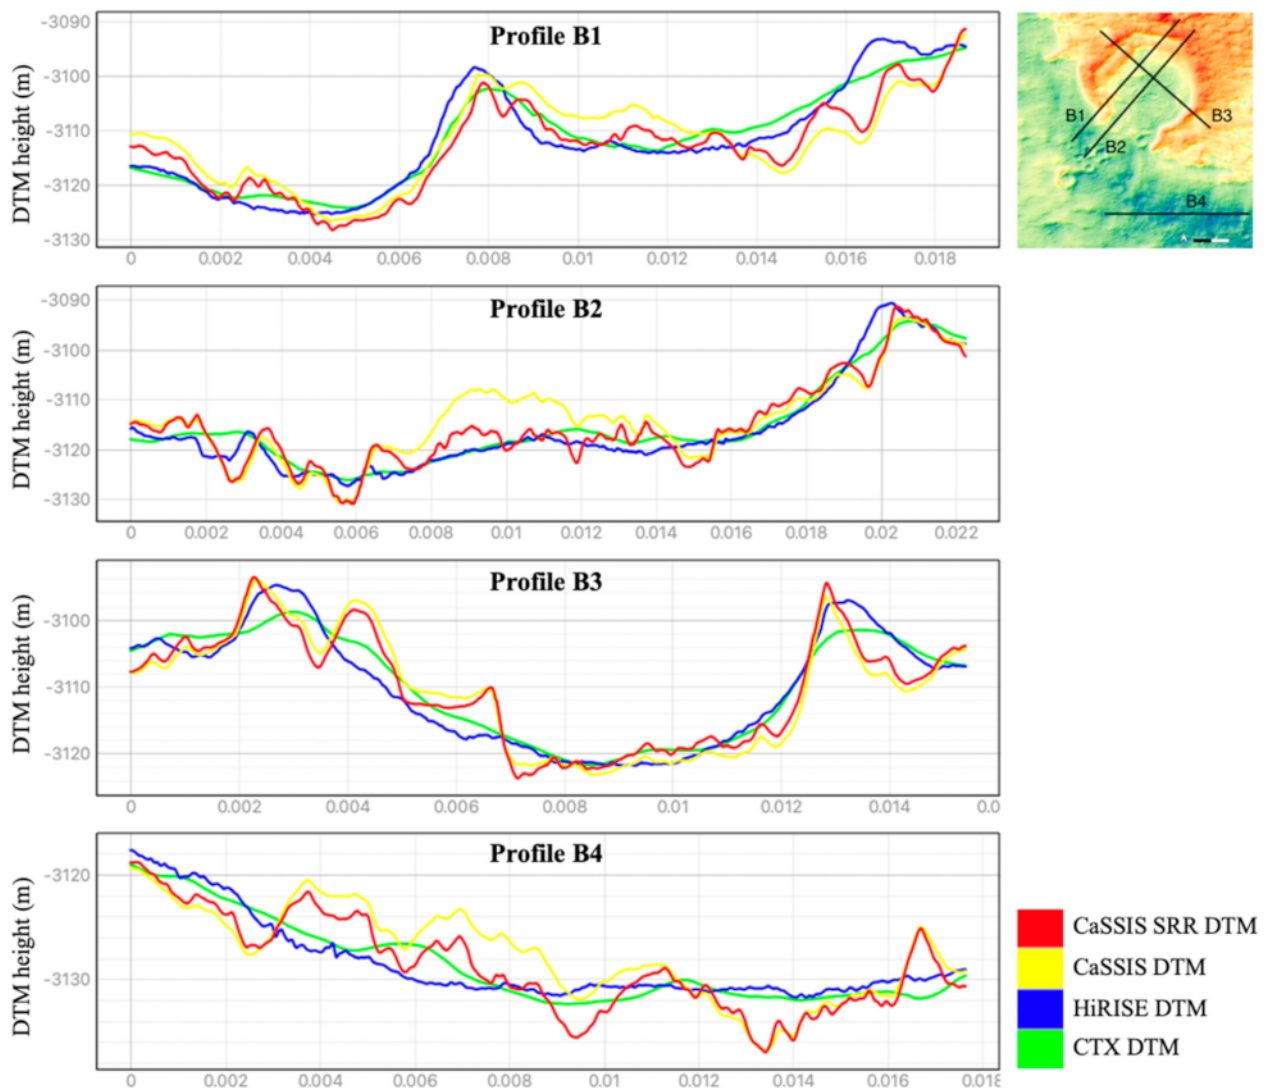 Profile B1
DTM height (m)
-3090
-3100
-3110
-3120
-3130
0 0.002 0.004 0.006 0.008 0.01 0.012 0.014 0.016 0.018
B1
B2
B3
B4
Profile B2
DTM height (m)
-3090
-3100
-3110
-3120
-3130
0 0.002 0.004 0.006 0.008 0.01 0.012 0.014 0.016 0.018 0.02 0.022
Profile B3
DTM height (m)
-3100
-3110
-3120
0 0.002 0.004 0.006 0.008 0.01 0.012 0.014 0.0
Profile B4
DTM height (m)
-3120
-3130
0 0.002 0.004 0.006 0.008 0.01 0.012 0.014 0.016 0.018
CaSSIS SRR DTM
CaSSIS DTM
HiRISE DTM
CTX DTM